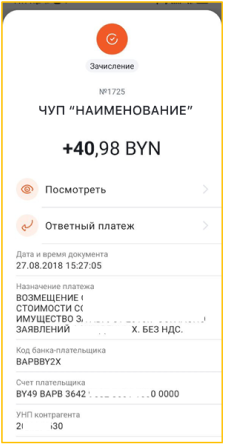 Зачисление
№1725
ЧУП “НАИМЕНОВАНИЕ”
+40,98 BYN
Посмотреть
Ответный платеж
Дата и время документа
27.08.2018 15:27:05
Назначение платежа
ВОЗМЕЩЕНИЕ
СТОИМОСТИ
ИМУЩЕСТВО
ЗАЯВЛЕНИЙ Х. БЕЗ НДС.
Код банка-плательщика
BAPBBY2X
Счет плательщика
BY49 BAPB 3642 0000
УНП контрагента